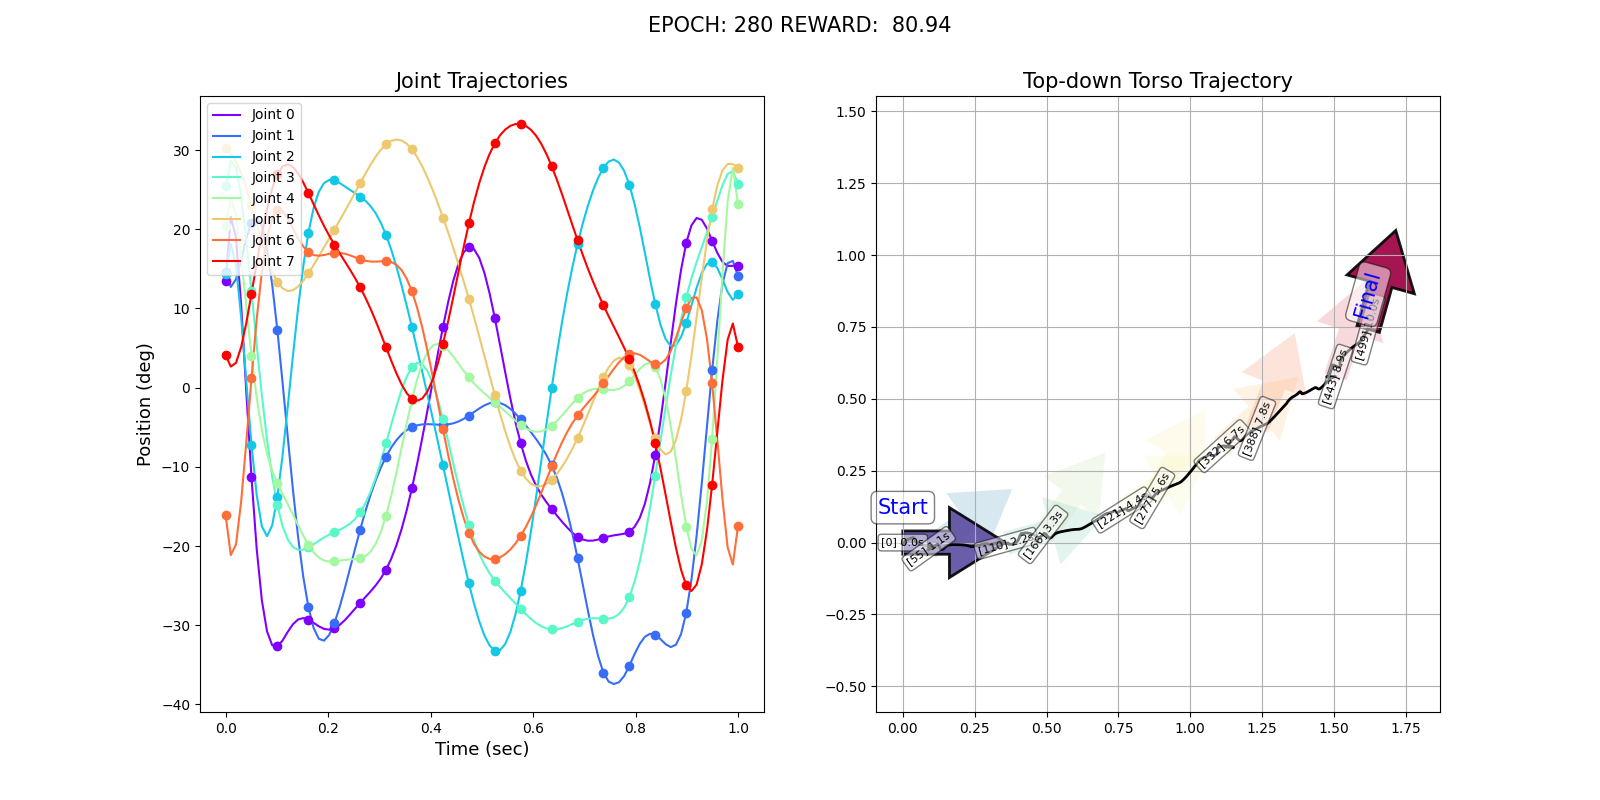 EPOCH: 280 REWARD:  80.94
Joint Trajectories
Joint 0
Joint 1
Joint 2
Joint 3
Joint 4
Joint 5
Joint 6
Joint 7
30
20
10
0
−10
−20
−30
−40
Position (deg)
0.0
0.2
0.4
0.6
0.8
1.0
Time (sec)
Top-down Torso Trajectory
1.50
1.25
1.00
0.75
0.50
0.25
0.00
−0.25
−0.50
0.00
0.25
0.50
0.75
1.00
1.25
1.50
1.75
Start
[0] 0.0s
[55] 1.1s
[110] 2.2s
[166] 3.3s
[221] 4.4s
[277] 5.6s
[332] 6.7s
[388] 7.8s
[443] 8.9s
[499]
Final